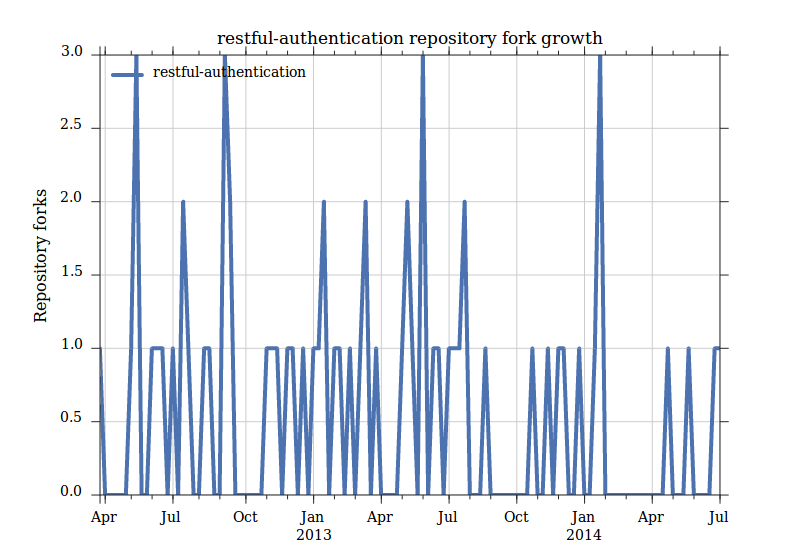 restful-authentication repository fork growth
3.0
restful-authentication
2.5
2.0
Repository forks
1.5
1.0
0.5
0.0
Apr Jul Oct Jan Apr Jul Oct Jan Apr Jul
2013 2014